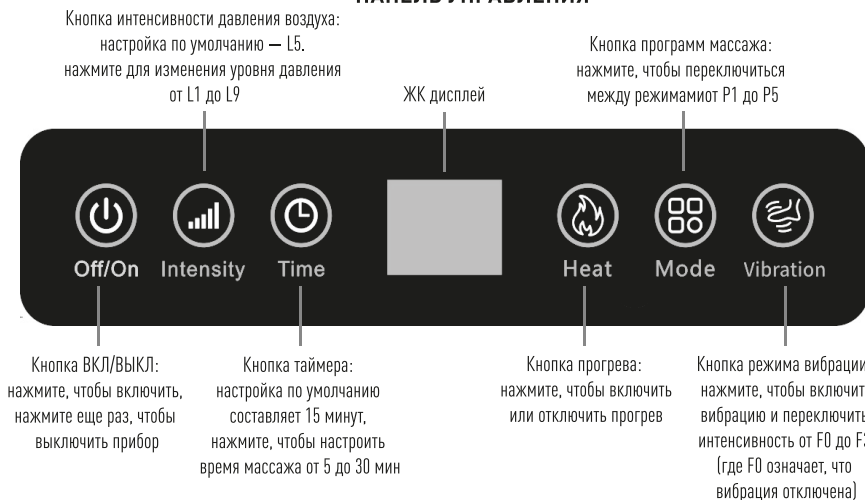 ПАНЕЛЬ УПРАВЛЕНИЯ
Кнопка интенсивности давления воздуха:
настройка по умолчанию — L5.
нажмите для изменения уровня давления
от L1 до L9
ЖК дисплей
Кнопка программ массажа:
нажмите, чтобы переключиться
между режимамиот P1 до P5
Off/On
Intensity
Time
Heat
Mode
Vibration
Кнопка ВКЛ/ВЫКЛ:
нажмите, чтобы включить,
нажмите еще раз, чтобы
выключить прибор
Кнопка таймера:
настройка по умолчанию
составляет 15 минут,
нажмите, чтобы настроить
время массажа от 5 до 30 мин
Кнопка прогрева:
нажмите, чтобы включить
или отключить прогрев
Кнопка режима вибрации
нажмите, чтобы включит
вибрацию и переключить
интенсивность от F0 до F3
(где F0 означает, что
вибрация отключена)